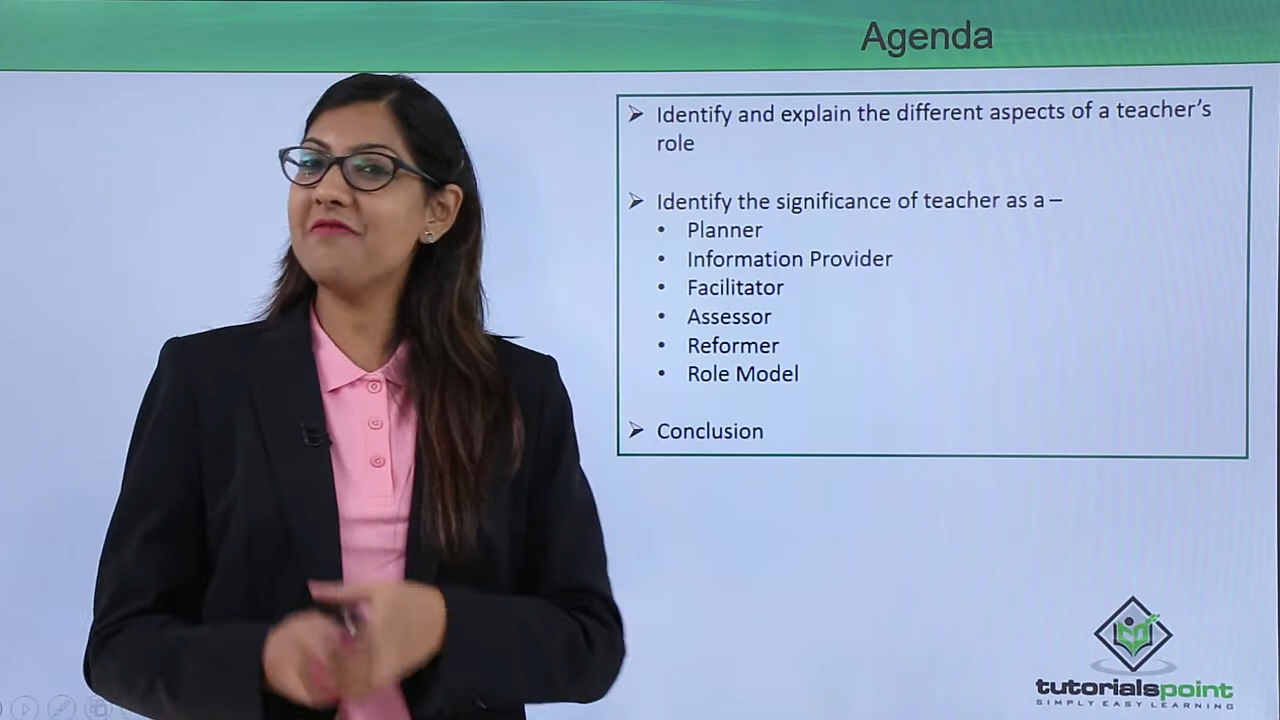 Agenda
➢ Identify and explain the different aspects of a teacher’s
role
➢ Identify the significance of teacher as a –
• Planner
• Information Provider
• Facilitator
• Assessor
• Reformer
• Role Model
➢ Conclusion
tutorialspoint
SIMPLY EASY LEARNING